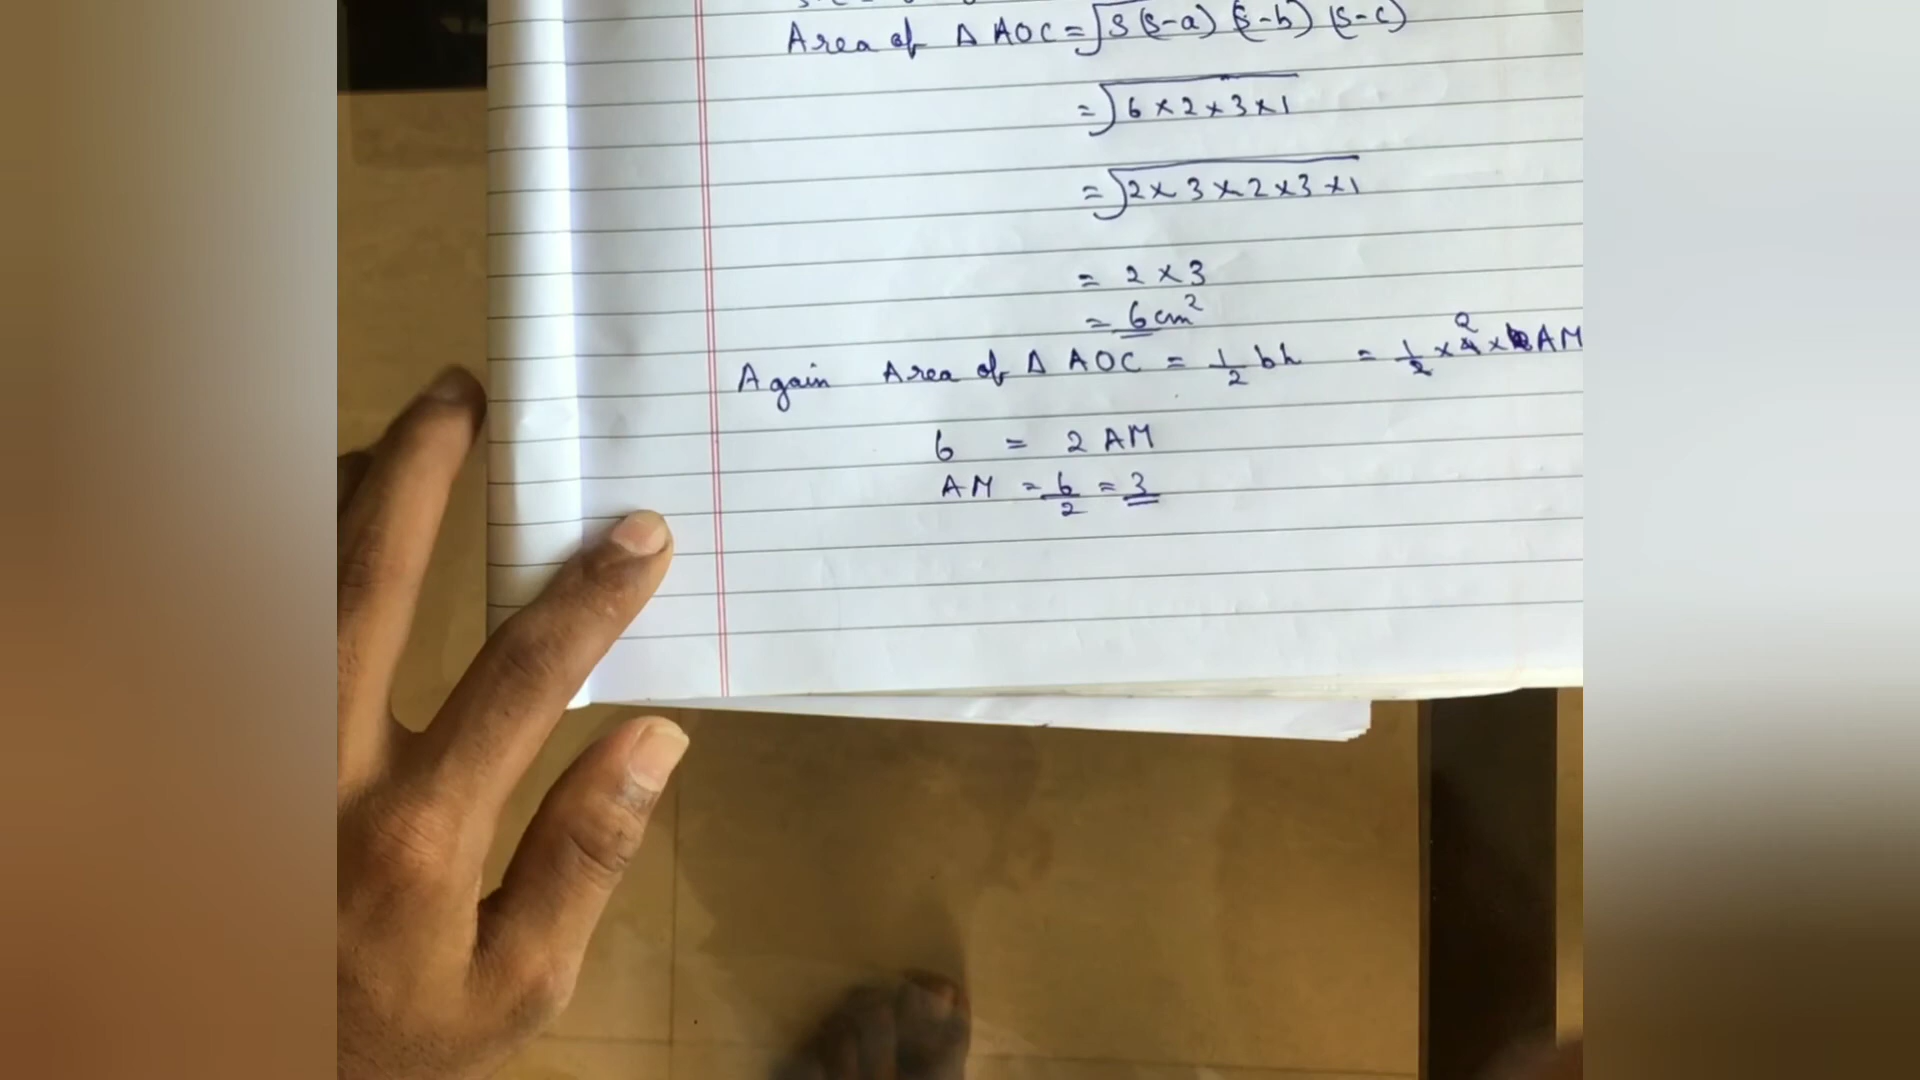 Area of Δ AOC = √S (S-a) (S-b) (S-c)
= √6 × 2 × 3 × 1
= √2 × 3 × 2 × 3 × 1
= 2 × 3
= 6 cm²
Again Area of Δ AOC = 1/2 bh = 1/2 × 4 × AM
6 = 2 AM
AM = 6/2 = 3